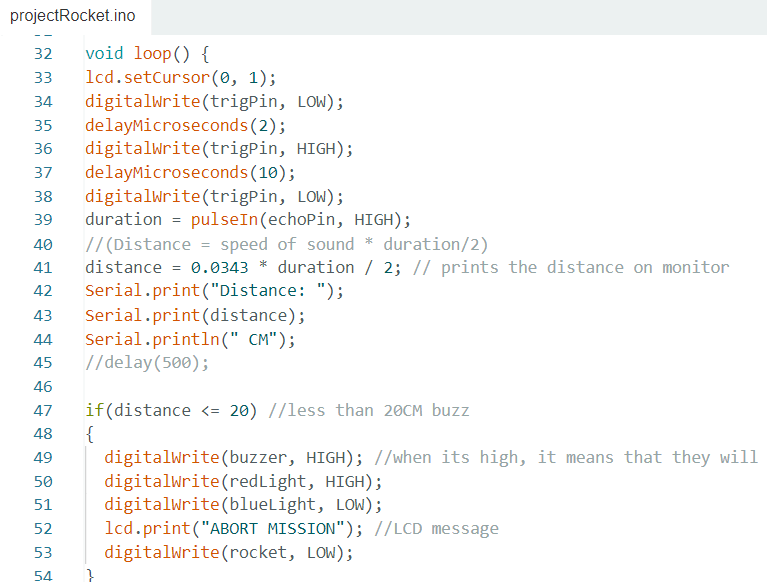 projectRocket.ino
32 void loop() {
33 lcd.setCursor(0, 1);
34 digitalWrite(trigPin, LOW);
35 delayMicroseconds(2);
36 digitalWrite(trigPin, HIGH);
37 delayMicroseconds(10);
38 digitalWrite(trigPin, LOW);
39 duration = pulseIn(echoPin, HIGH);
40 //(Distance = speed of sound * duration/2)
41 distance = 0.0343 * duration / 2; // prints the distance on monitor
42 Serial.print("Distance: ");
43 Serial.print(distance);
44 Serial.println(" CM");
45 //delay(500);
46
47 if(distance <= 20) //less than 20CM buzz
48 {
49 digitalWrite(buzzer, HIGH); //when its high, it means that they will
50 digitalWrite(redLight, HIGH);
51 digitalWrite(blueLight, LOW);
52 lcd.print("ABORT MISSION"); //LCD message
53 digitalWrite(rocket, LOW);
54 }